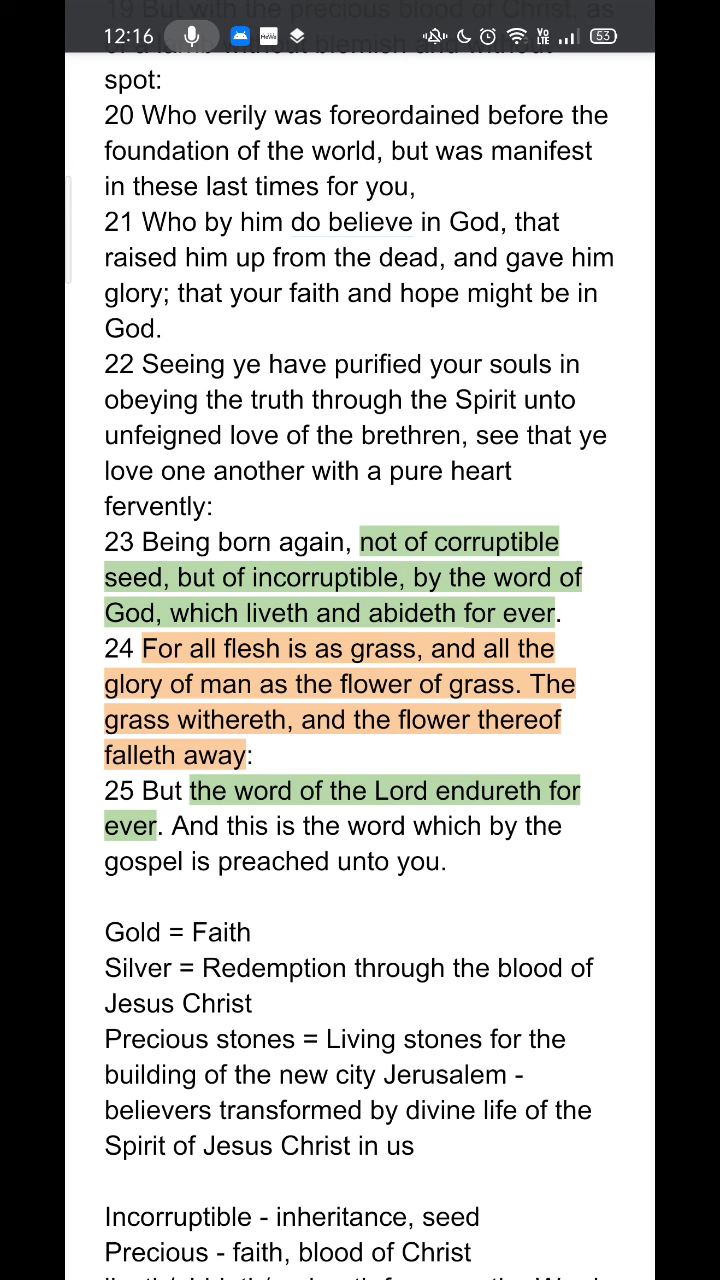 19 But with the precious blood of Christ, as
12:16
53
spot:
20 Who verily was foreordained before the
foundation of the world, but was manifest
in these last times for you,
21 Who by him do believe in God, that
raised him up from the dead, and gave him
glory; that your faith and hope might be in
God.
22 Seeing ye have purified your souls in
obeying the truth through the Spirit unto
unfeigned love of the brethren, see that ye
love one another with a pure heart
fervently:
23 Being born again, not of corruptible
seed, but of incorruptible, by the word of
God, which liveth and abideth for ever.
24 For all flesh is as grass, and all the
glory of man as the flower of grass. The
grass withereth, and the flower thereof
falleth away:
25 But the word of the Lord endureth for
ever. And this is the word which by the
gospel is preached unto you.
Gold = Faith
Silver = Redemption through the blood of
Jesus Christ
Precious stones = Living stones for the
building of the new city Jerusalem -
believers transformed by divine life of the
Spirit of Jesus Christ in us
Incorruptible - inheritance, seed
Precious - faith, blood of Christ